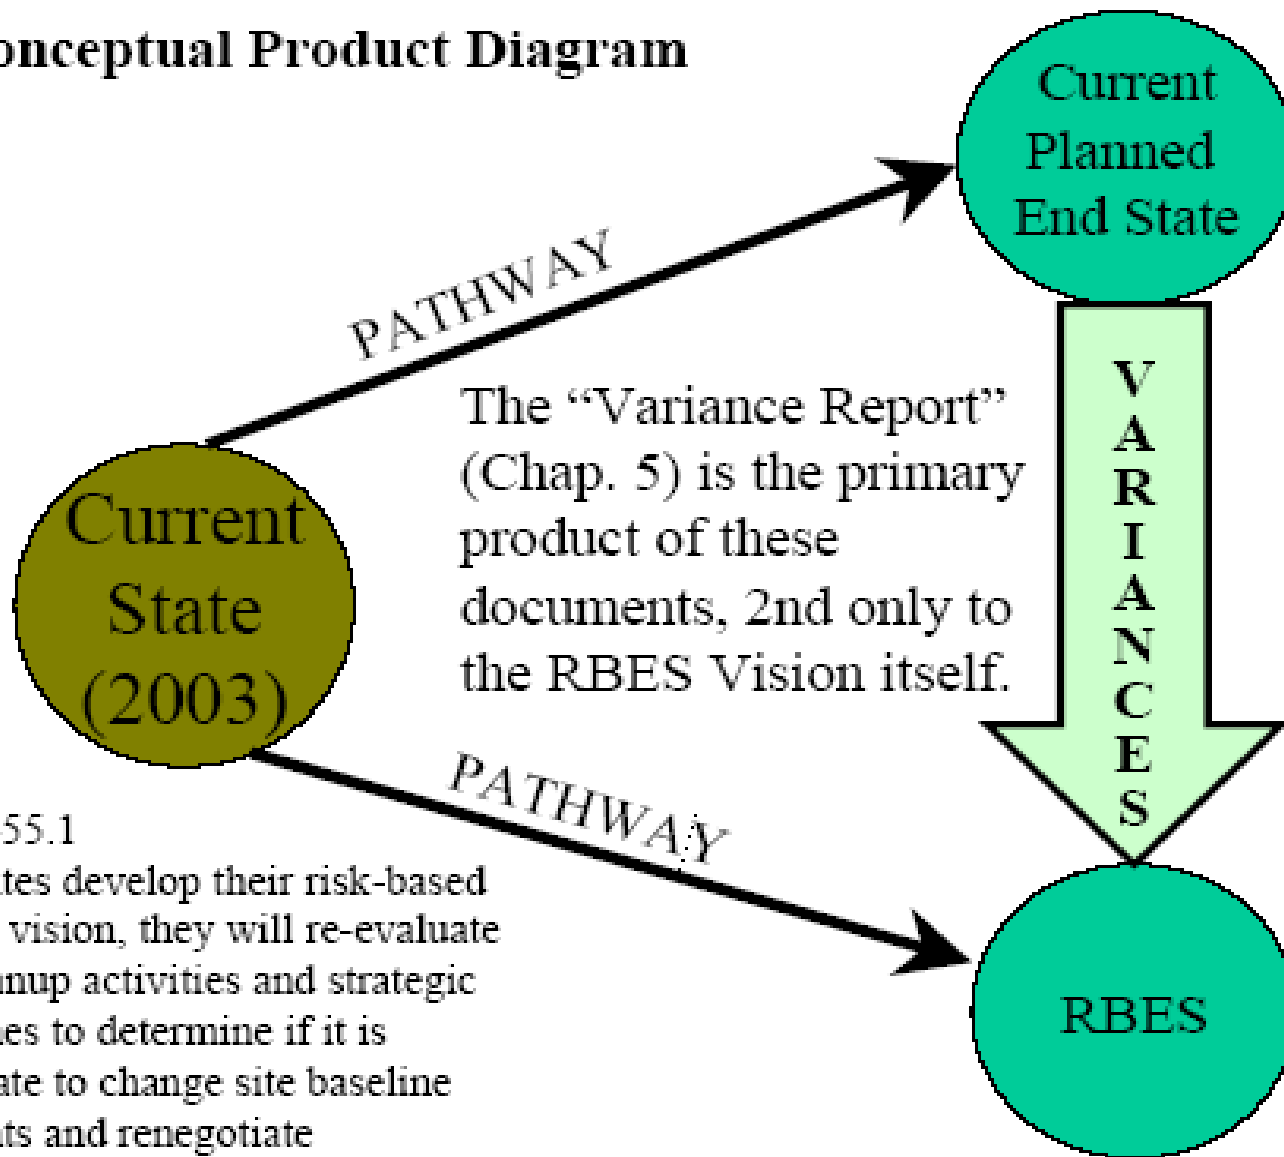 onceptual Product Diagram
Current
Planned
End State
PATHWAY
The “Variance Report”
(Chap. 5) is the primary
product of these
documents, 2nd only to
the RBES Vision itself.
VARIANCES
Current
State
(2003)
PATHWAY
RBES
55.1
tes develop their risk-based
vision, they will re-evaluate
nup activities and strategic
nes to determine if it is
ate to change site baseline
nts and renegotiate